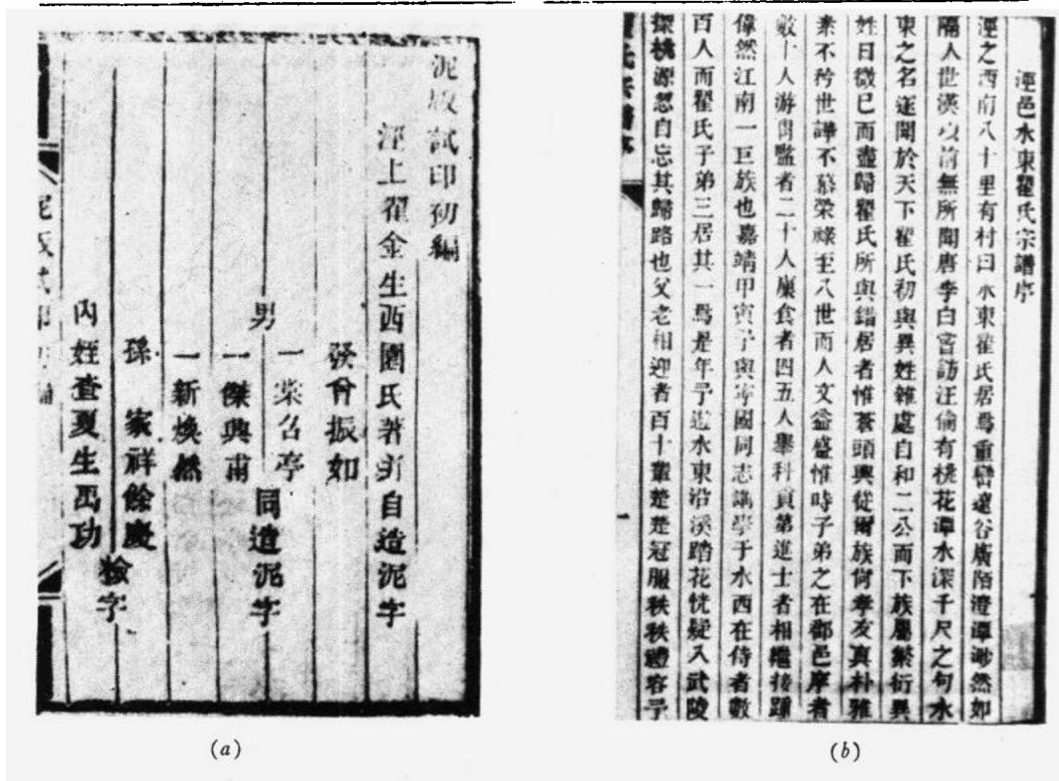 泥版試印初編
涇上翟金生西園氏著并自造泥字
發曾振如
男
一棠名亭
一傑興甫
一新煥然
同造泥字
孫 家祥餘慶
內姪查夏生禹功
檢字
(a)
涇邑水東翟氏宗譜序
涇之西南八十里有村曰水東翟氏居焉重巒邃谷廣陌澄潭渺然如
隔人世漢以前無所聞唐李白嘗訪汪倫有桃花潭水深千尺之句水
東之名遂聞於天下翟氏初與異姓雜處自和二公而下族屬繁衍異
姓日微已而盡歸翟氏所與錯居者惟蒼頭與從爾族尚孝友真朴雅
素不矜世譁不慕榮祿至八世而人文益盛惟時子弟之在郡邑庠者
數十人游胄監者二十人廩食者四五人舉科貢第進士者相繼接踵
偉然江南一巨族也嘉靖甲寅予與寧國同志講學于水西在侍者數
百人而翟氏子弟三居其一焉是年予造水東沿溪踏花恍疑入武陵
探桃源忽自忘其歸路也父老相迎者百十輩楚楚冠服秩秩禮容予
(b)